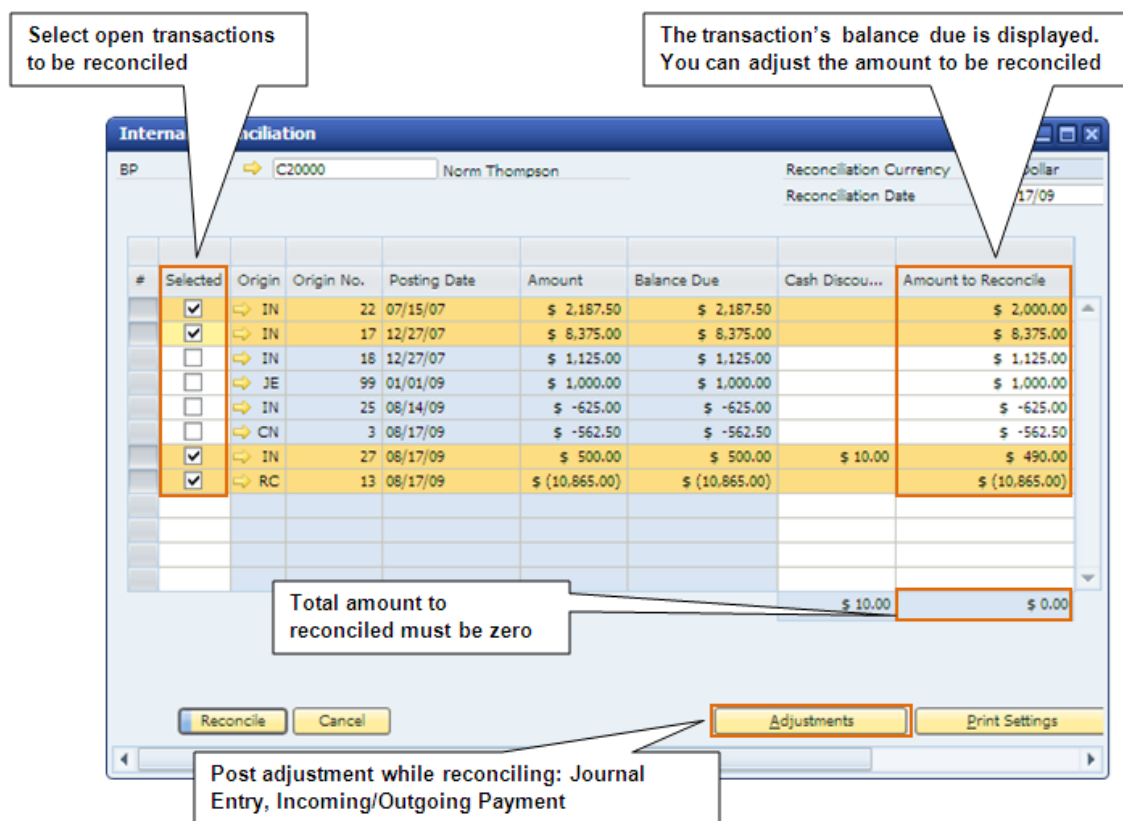 Select open transactions
to be reconciled
The transaction's balance due is displayed.
You can adjust the amount to be reconciled
Interna nciliation
BP C20000 Norm Thompson Reconciliation Currency ollar
Reconciliation Date 17/09
# Selected Origin Origin No. Posting Date Amount Balance Due Cash Discou... Amount to Reconcile
IN 22 07/15/07 $ 2,187.50 $ 2,187.50 $ 2,000.00
IN 17 12/27/07 $ 8,375.00 $ 8,375.00 $ 8,375.00
IN 18 12/27/07 $ 1,125.00 $ 1,125.00 $ 1,125.00
JE 99 01/01/09 $ 1,000.00 $ 1,000.00 $ 1,000.00
IN 25 08/14/09 $ -625.00 $ -625.00 $ -625.00
CN 3 08/17/09 $ -562.50 $ -562.50 $ -562.50
IN 27 08/17/09 $ 500.00 $ 500.00 $ 10.00 $ 490.00
RC 13 08/17/09 $ (10,865.00) $ (10,865.00) $ (10,865.00)
$ 10.00 $ 0.00
Total amount to
reconciled must be zero
Reconcile Cancel Adjustments Print Settings
Post adjustment while reconciling: Journal
Entry, Incoming/Outgoing Payment